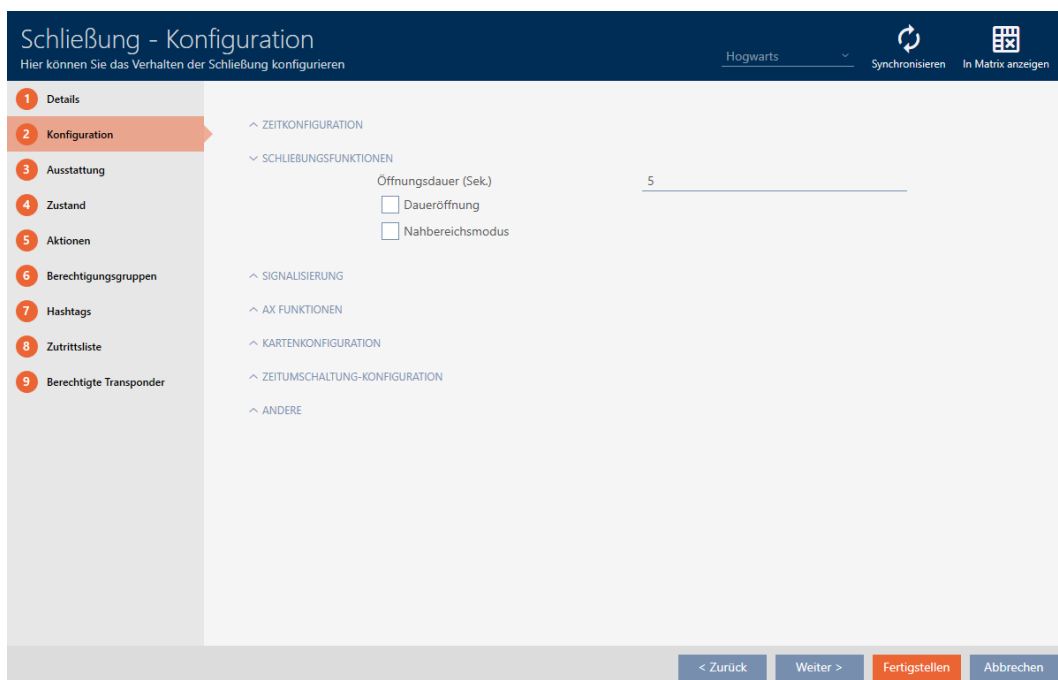 Schließung - Konfiguration
Hier können Sie das Verhalten der Schließung konfigurieren
Hogwarts
Synchronisieren
In Matrix anzeigen
1 Details
2 Konfiguration
3 Ausstattung
4 Zustand
5 Aktionen
6 Berechtigungsgruppen
7 Hashtags
8 Zutrittsliste
9 Berechtigte Transponder
ZEITKONFIGURATION
SCHLIEßUNGSFUNKTIONEN
Öffnungsdauer (Sek.) 5
Daueröffnung
Nahbereichsmodus
SIGNALISIERUNG
AX FUNKTIONEN
KARTENKONFIGURATION
ZEITUMSCHALTUNG-KONFIGURATION
ANDERE
< Zurück
Weiter >
Fertigstellen
Abbrechen